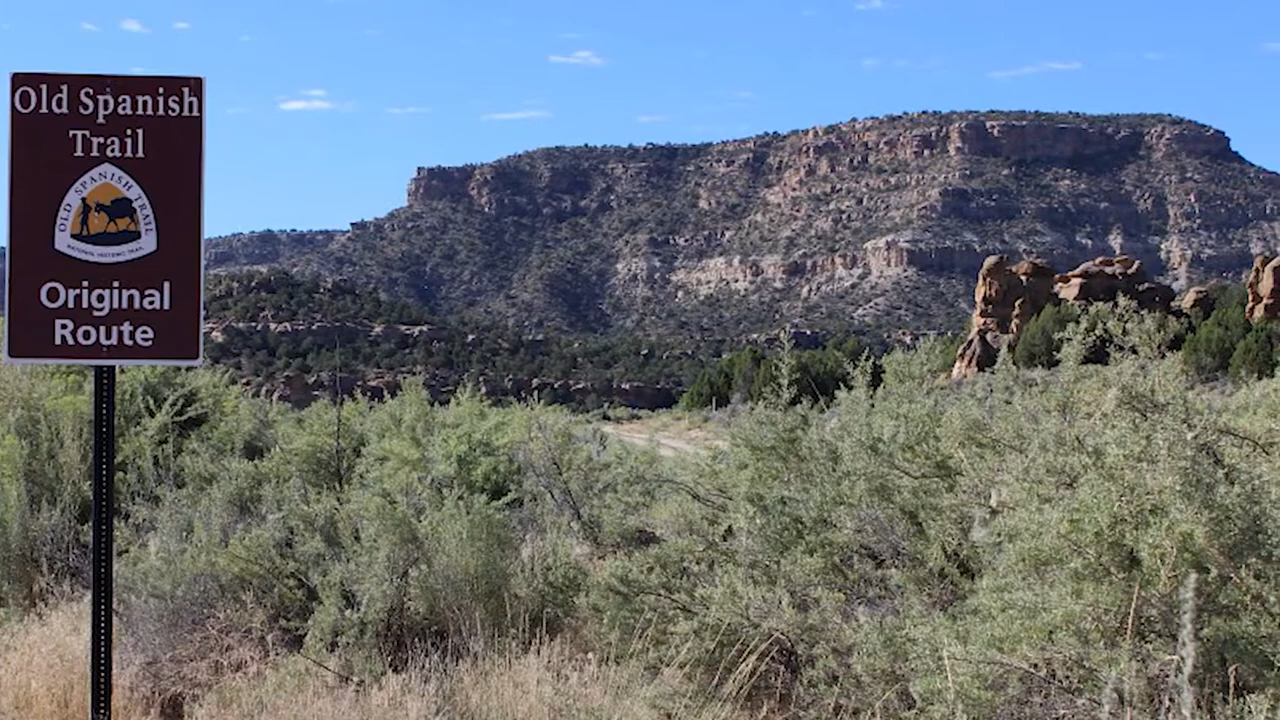 Old Spanish
Trail
OLD SPANISH TRAIL
NATIONAL HISTORIC TRAIL
Original
Route